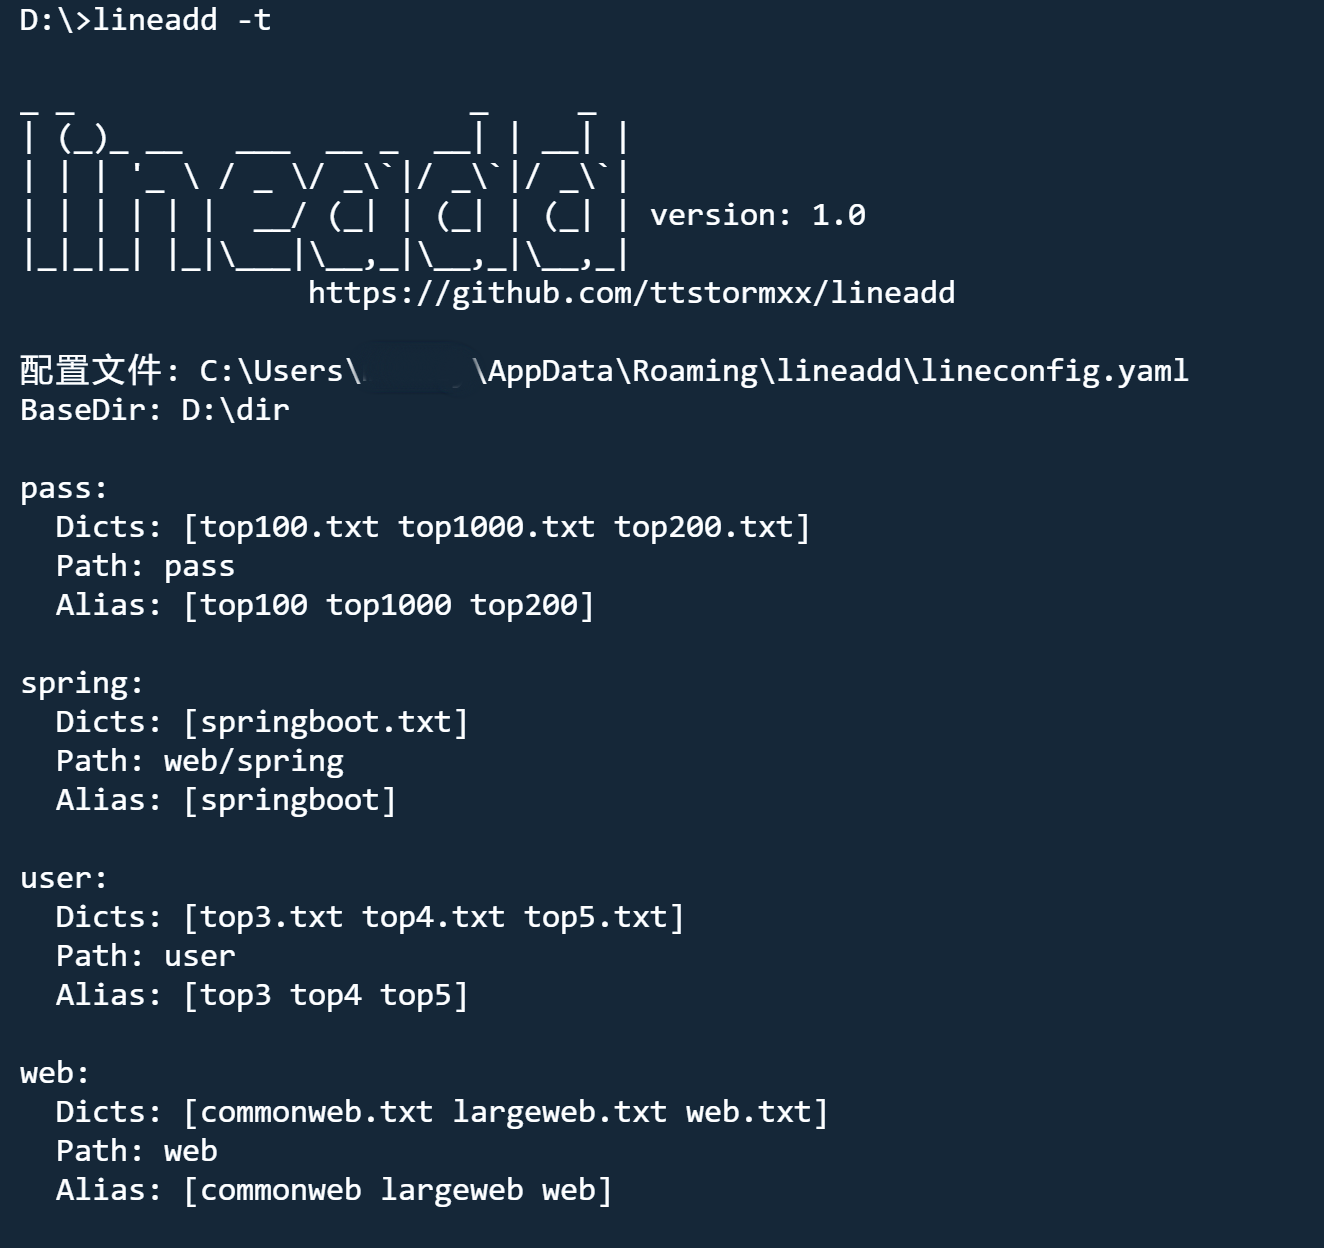 D:\>lineadd -t
_ _                      _     _
| (_)_ __   ___  __ _  __| | __| |
| | | '_ \ / _ \/ _\`|/ _\`|/ _\`|
| | | | | |  __/ (_| | (_| | (_| | version: 1.0
|_|_|_| |_|\___|\__,_|\__,_|\__,_|
https://github.com/ttstormxx/lineadd
配置文件: C:\Users\ \AppData\Roaming\lineadd\lineconfig.yaml
BaseDir: D:\dir
pass:
Dicts: [top100.txt top1000.txt top200.txt]
Path: pass
Alias: [top100 top1000 top200]
spring:
Dicts: [springboot.txt]
Path: web/spring
Alias: [springboot]
user:
Dicts: [top3.txt top4.txt top5.txt]
Path: user
Alias: [top3 top4 top5]
web:
Dicts: [commonweb.txt largeweb.txt web.txt]
Path: web
Alias: [commonweb largeweb web]